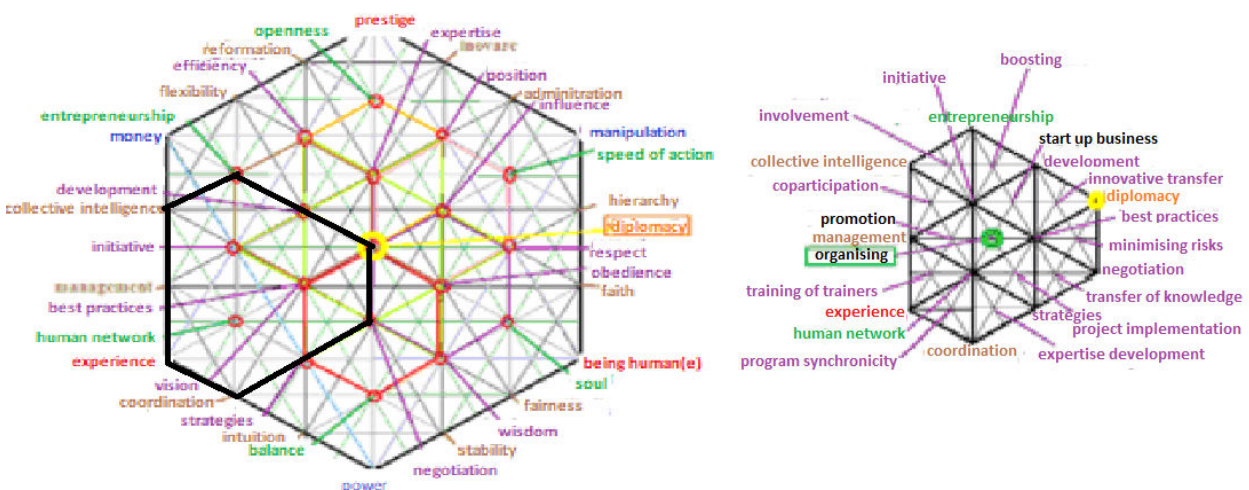 prestige
openness
expertise
reformation
efficiency
position
flexibility
adminitration
influence
entrepreneurship
money
manipulation
speed of action
development
collective intelligence
hierarchy
diplomacy
initiative
respect
obedience
management
faith
best practices
human network
experience
being human(e)
vision
soul
coordination
fairness
strategies
wisdom
intuition
balance
stability
negotiation
power
boosting
initiative
involvement
entrepreneurship
start up business
collective intelligence
development
innovative transfer
coparticipation
diplomacy
promotion
best practices
management
minimising risks
organising
negotiation
training of trainers
transfer of knowledge
experience
strategies
project implementation
human network
coordination
expertise development
program synchronicity